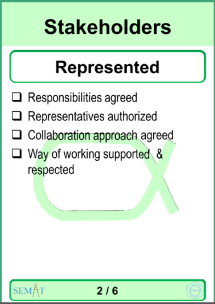 Stakeholders
Represented
❑ Responsibilities agreed
❑ Representatives authorized
❑ Collaboration approach agreed
❑ Way of working supported &
respected
SEMAT
2 / 6